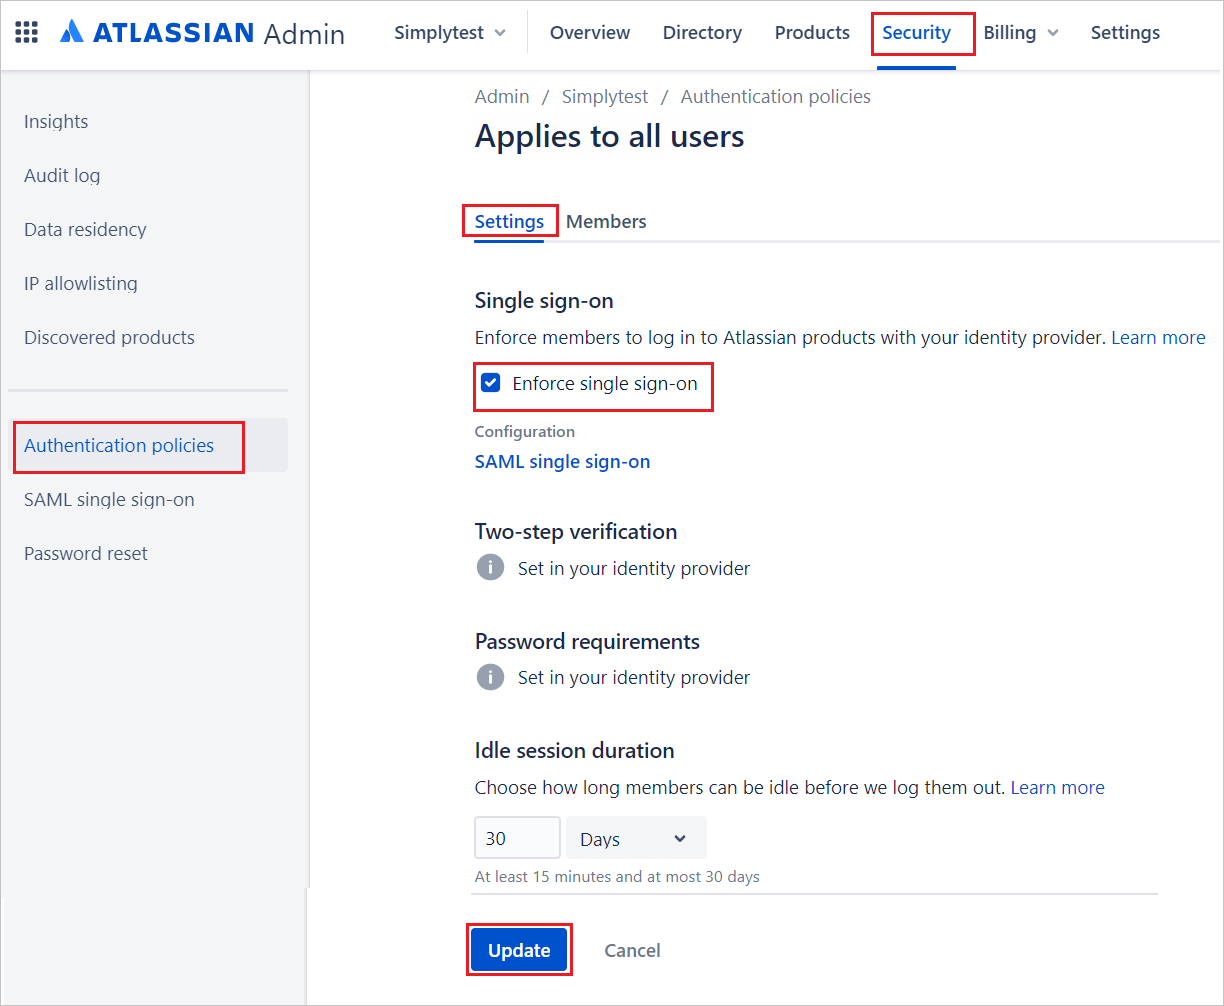 ATLASSIAN Admin Simplytest Overview Directory Products Security Billing Settings
Insights
Audit log
Data residency
IP allowlisting
Discovered products
Authentication policies
SAML single sign-on
Password reset
Admin / Simplytest / Authentication policies
Applies to all users
Settings Members
Single sign-on
Enforce members to log in to Atlassian products with your identity provider. Learn more
Enforce single sign-on
Configuration
SAML single sign-on
Two-step verification
Set in your identity provider
Password requirements
Set in your identity provider
Idle session duration
Choose how long members can be idle before we log them out. Learn more
30 Days
At least 15 minutes and at most 30 days
Update Cancel